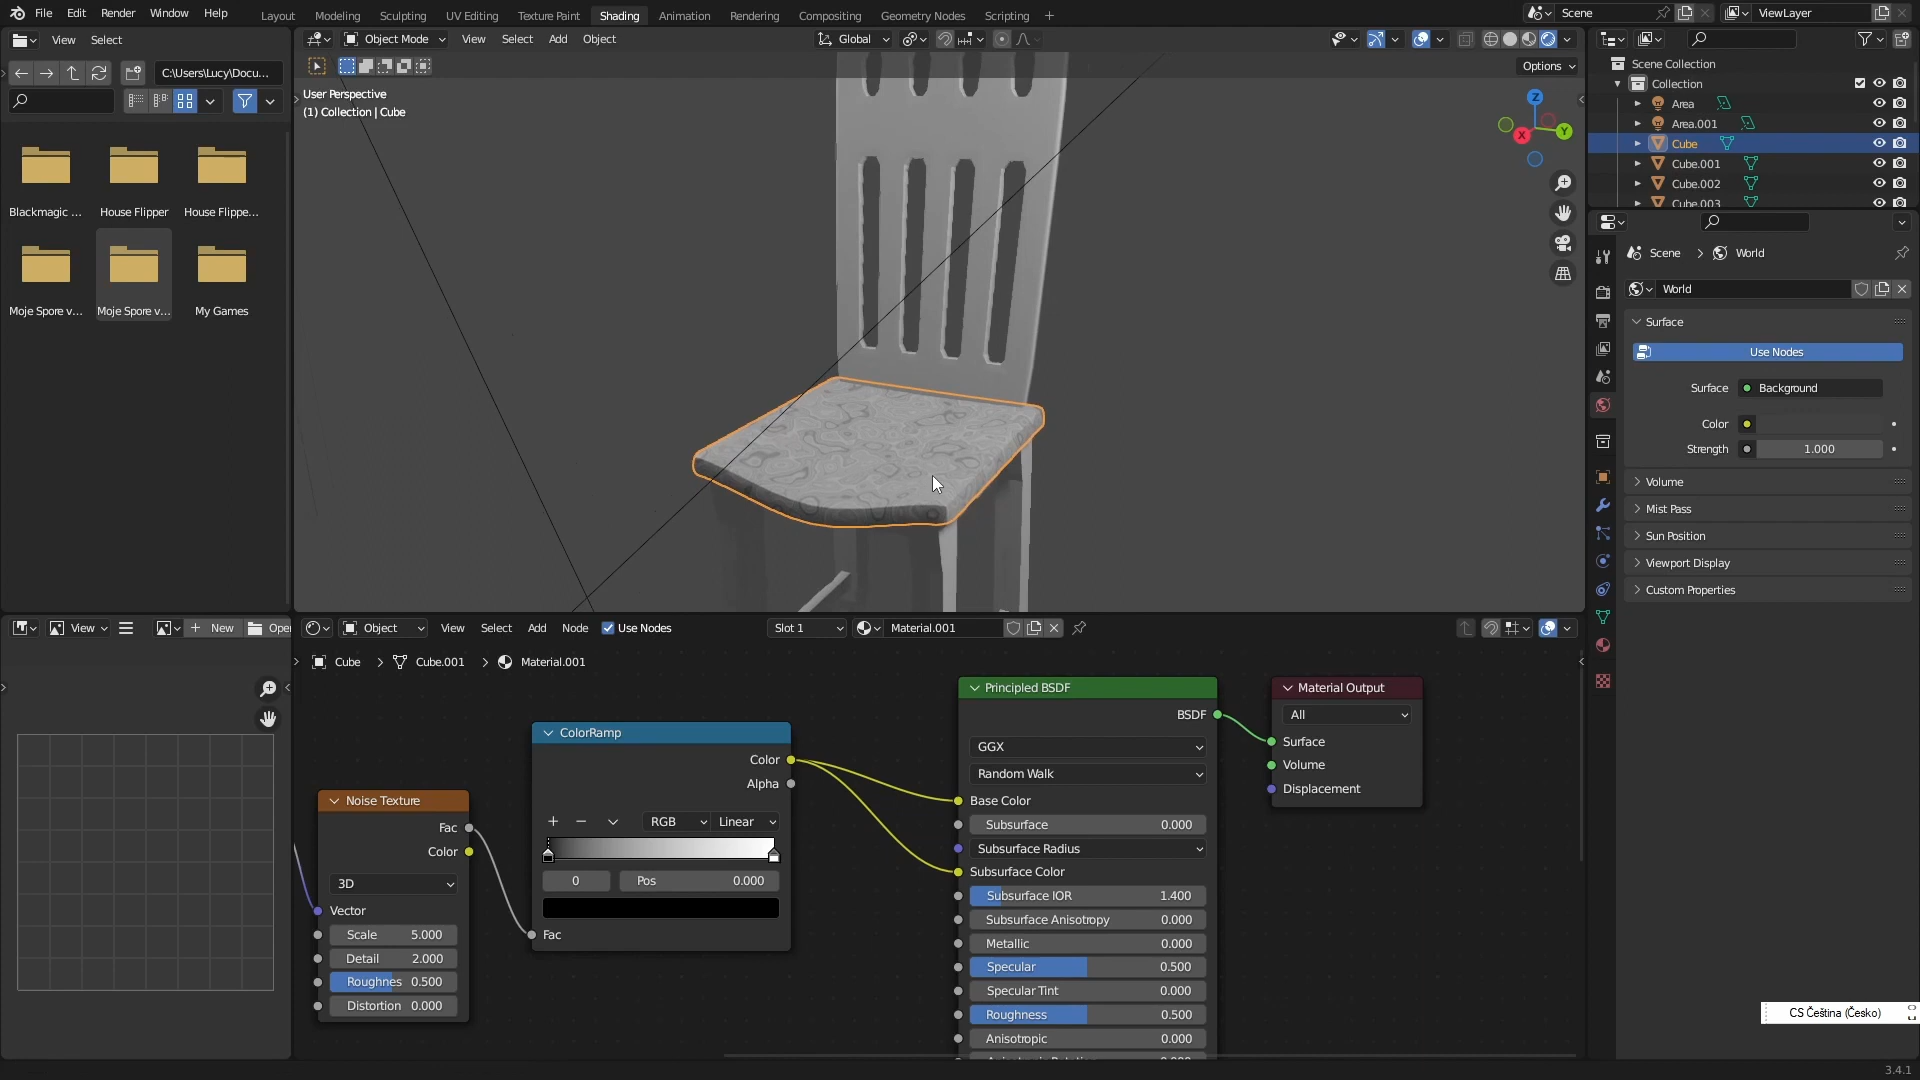 File Edit Render Window Help Layout Modeling Sculpting UV Editing Texture Paint Shading Animation Rendering Compositing Geometry Nodes Scripting + Scene ViewLayer
View Select Object Mode View Select Add Object Global
C:\Users\Lucy\Docu...
Options
User Perspective
(1) Collection | Cube
Z
X
Y
Blackmagic ... House Flipper House Flippe...
Moje Spore v... Moje Spore v... My Games
Scene Collection
Collection
Area
Area.001
Cube
Cube.001
Cube.002
Cube.003
Scene > World
World
Surface
Use Nodes
Surface Background
Color
Strength 1.000
Volume
Mist Pass
Sun Position
Viewport Display
Custom Properties
View + New Open
Object View Select Add Node Use Nodes Slot 1 Material.001
Cube > Cube.001 > Material.001
Noise Texture
Fac
Color
3D
Vector
Scale 5.000
Detail 2.000
Roughnes 0.500
Distortion 0.000
ColorRamp
Color
Alpha
+ − RGB Linear
0 Pos 0.000
Fac
Principled BSDF
BSDF
GGX
Random Walk
Base Color
Subsurface 0.000
Subsurface Radius
Subsurface Color
Subsurface IOR 1.400
Subsurface Anisotropy 0.000
Metallic 0.000
Specular 0.500
Specular Tint 0.000
Roughness 0.500
Anisotropic 0.000
Material Output
All
Surface
Volume
Displacement
CS Čeština (Česko)
3.4.1